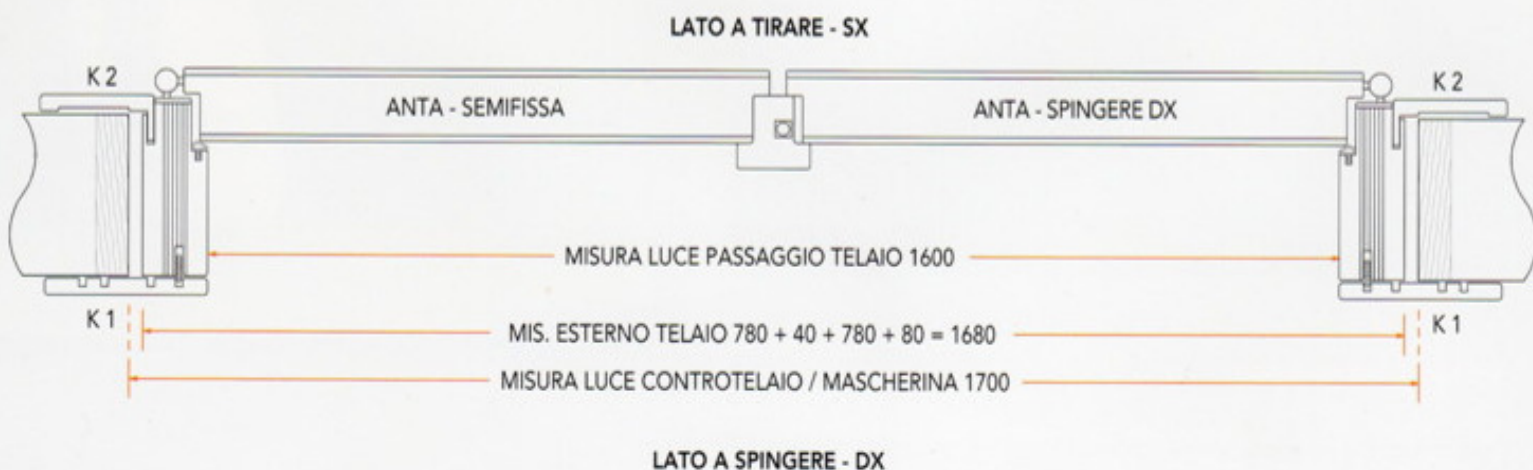 LATO A TIRARE - SX
K 2
K 2
ANTA - SEMIFISSA
ANTA - SPINGERE DX
MISURA LUCE PASSAGGIO TELAIO 1600
K 1
K 1
MIS. ESTERNO TELAIO 780 + 40 + 780 + 80 = 1680
MISURA LUCE CONTROTELAIO / MASCHERINA 1700
LATO A SPINGERE - DX